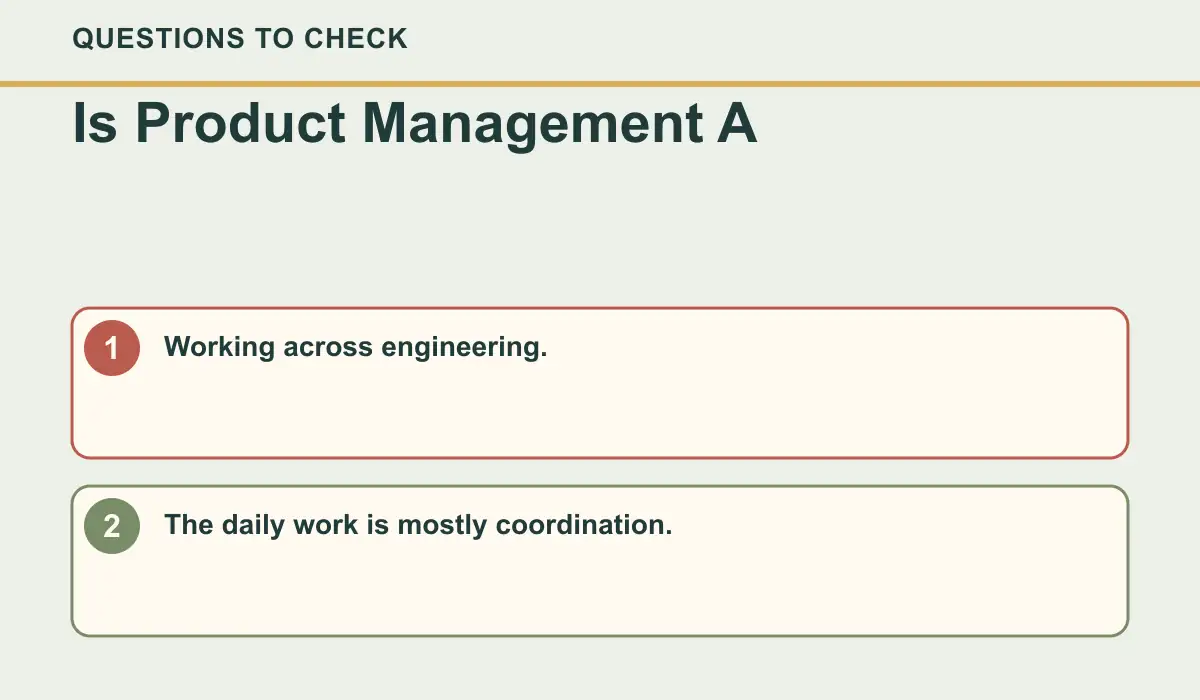 QUESTIONS TO CHECK
Is Product Management A
1 Working across engineering.
2 The daily work is mostly coordination.